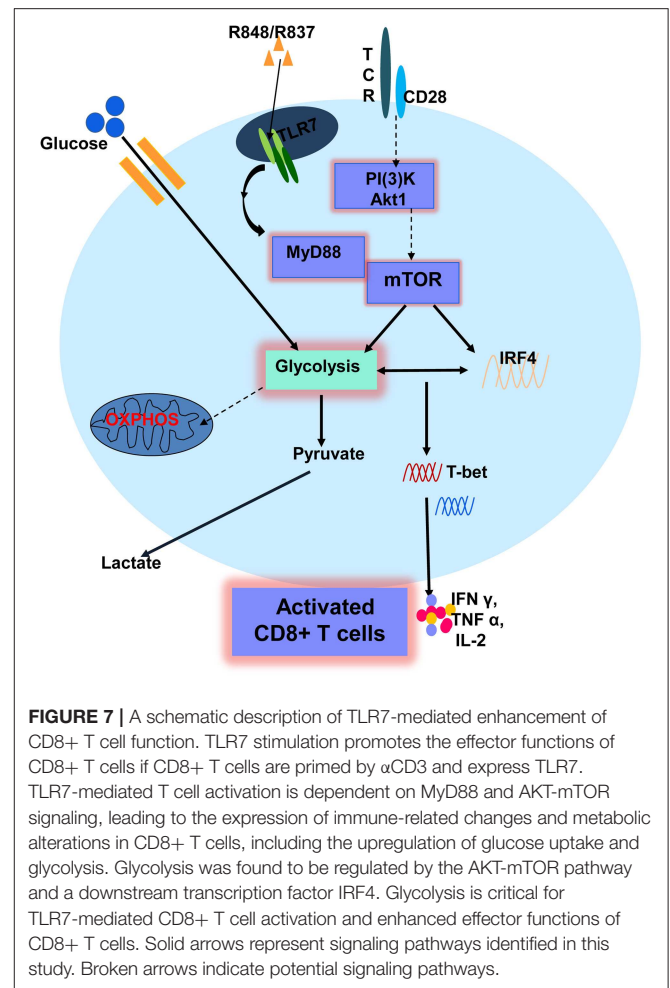 R848/R837
T
C
R
CD28
Glucose
TLR7
PI(3)K
Akt1
MyD88
mTOR
Glycolysis
IRF4
OXPHOS
Pyruvate
T-bet
Lactate
Activated
CD8+ T cells
IFN γ,
TNF α,
IL-2
FIGURE 7 | A schematic description of TLR7-mediated enhancement of
CD8+ T cell function. TLR7 stimulation promotes the effector functions of
CD8+ T cells if CD8+ T cells are primed by αCD3 and express TLR7.
TLR7-mediated T cell activation is dependent on MyD88 and AKT-mTOR
signaling, leading to the expression of immune-related changes and metabolic
alterations in CD8+ T cells, including the upregulation of glucose uptake and
glycolysis. Glycolysis was found to be regulated by the AKT-mTOR pathway
and a downstream transcription factor IRF4. Glycolysis is critical for
TLR7-mediated CD8+ T cell activation and enhanced effector functions of
CD8+ T cells. Solid arrows represent signaling pathways identified in this
study. Broken arrows indicate potential signaling pathways.